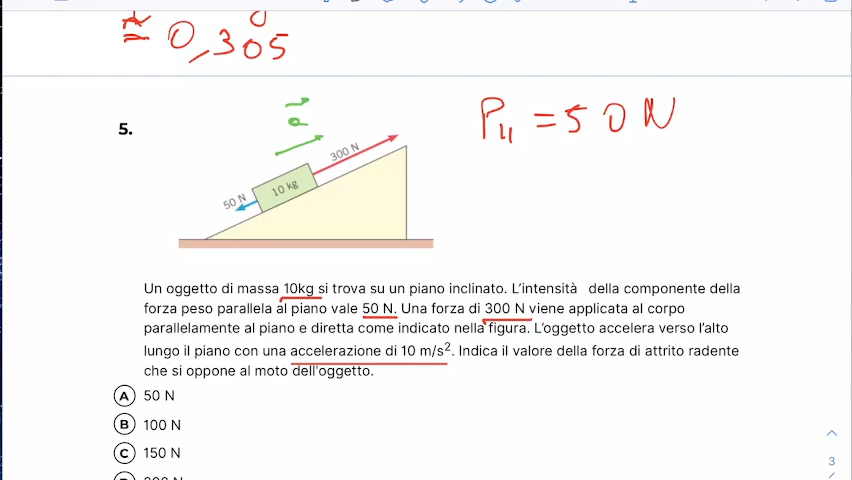 ≈ 0,305
5.
a
P₁₁ = 50 N
300 N
50 N
10 kg
Un oggetto di massa 10kg si trova su un piano inclinato. L'intensità della componente della
forza peso parallela al piano vale 50 N. Una forza di 300 N viene applicata al corpo
parallelamente al piano e diretta come indicato nella figura. L'oggetto accelera verso l'alto
lungo il piano con una accelerazione di 10 m/s². Indica il valore della forza di attrito radente
che si oppone al moto dell'oggetto.
A 50 N
B 100 N
C 150 N
3